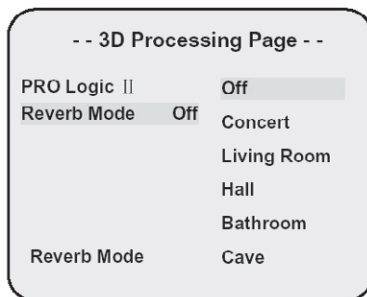 - - 3D Processing Page - -
PRO Logic Ⅱ
Off
Reverb Mode Off
Concert
Living Room
Hall
Bathroom
Reverb Mode
Cave